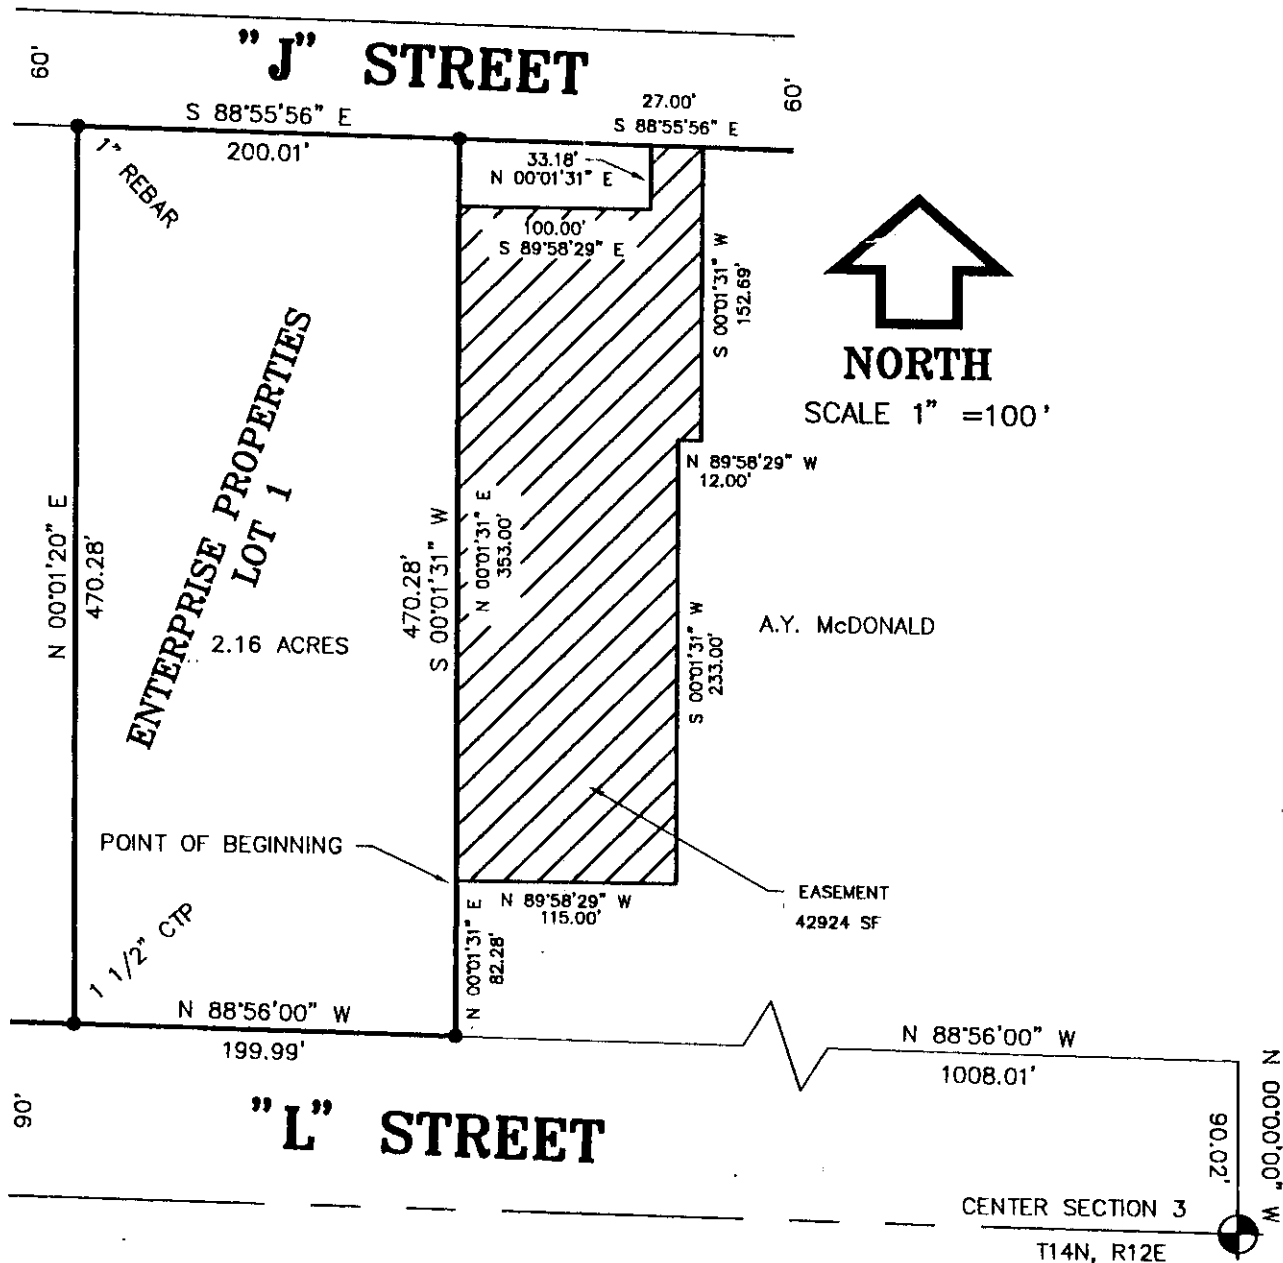 "J" STREET
60'
60'
S 88°55'56" E
200.01'
27.00'
S 88°55'56" E
1" REBAR
33.18'
N 00°01'31" E
100.00'
S 89°58'29" E
S 00°01'31" W
152.69'
NORTH
SCALE 1" =100'
N 89°58'29" W
12.00'
N 00°01'20" E
470.28'
ENTERPRISE PROPERTIES
LOT 1
2.16 ACRES
470.28'
S 00°01'31" W
N 00°01'31" E
353.00'
S 00°01'31" W
233.00'
A.Y. McDONALD
POINT OF BEGINNING
N 89°58'29" W
115.00'
EASEMENT
42924 SF
1 1/2" CTP
N 00°01'31" E
82.28'
N 88°56'00" W
199.99'
N 88°56'00" W
1008.01'
N 00°00'00" W
90.02'
90'
"L" STREET
CENTER SECTION 3
T14N, R12E